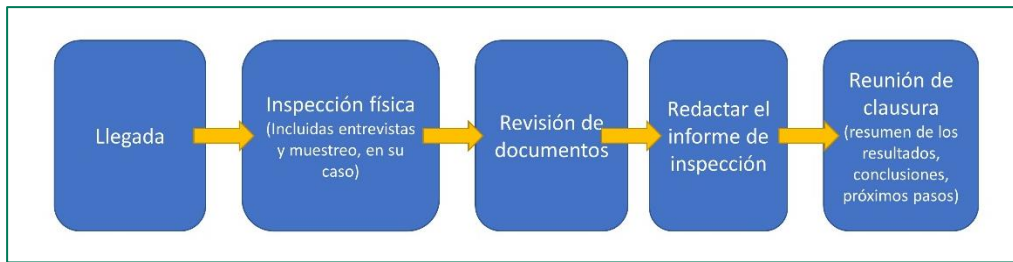 Llegada
Inspección física
(Incluidas entrevistas
y muestreo, en su
caso)
Revisión de
documentos
Redactar el
informe de
inspección
Reunión de
clausura
(resumen de los
resultados,
conclusiones,
próximos pasos)